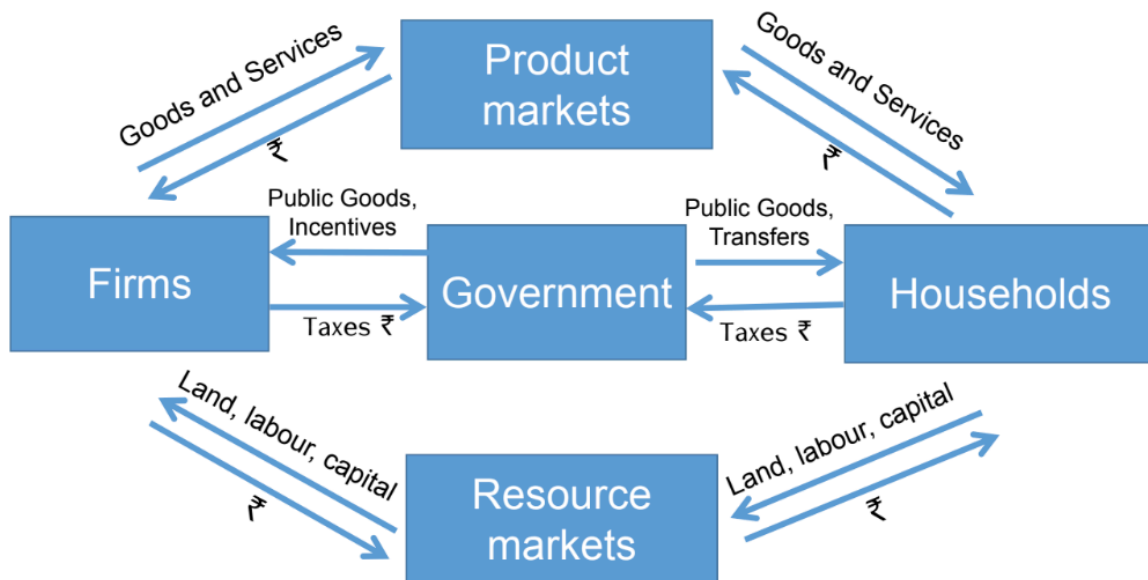 Goods and Services
Product
markets
Goods and Services
₹
₹
Public Goods,
Incentives
Public Goods,
Transfers
Firms
Government
Households
Taxes ₹
Taxes ₹
Land, labour, capital
₹
Resource
markets
Land, labour, capital
₹